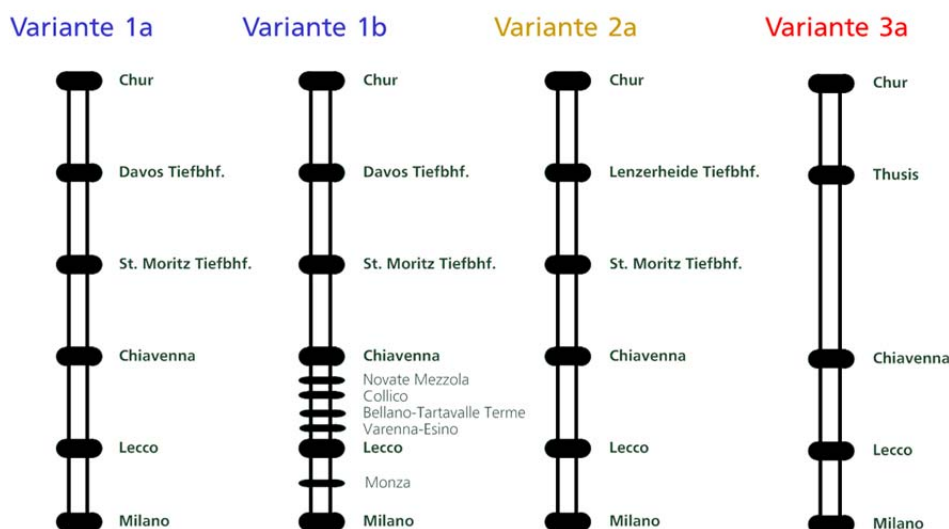 Variante 1a
Chur
Davos Tiefbhf.
St. Moritz Tiefbhf.
Chiavenna
Lecco
Milano
Variante 1b
Chur
Davos Tiefbhf.
St. Moritz Tiefbhf.
Chiavenna
Novate Mezzola
Collico
Bellano-Tartavalle Terme
Varenna-Esino
Lecco
Monza
Milano
Variante 2a
Chur
Lenzerheide Tiefbhf.
St. Moritz Tiefbhf.
Chiavenna
Lecco
Milano
Variante 3a
Chur
Thusis
Chiavenna
Lecco
Milano